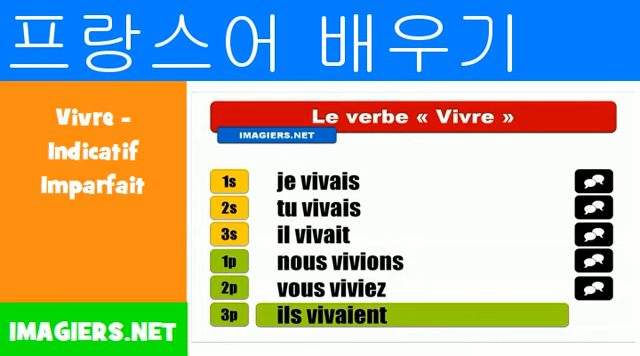 프랑스어 배우기
Vivre -
Indicatif
Imparfait
IMAGIERS.NET
Le verbe « Vivre »
IMAGIERS.NET
1s je vivais
2s tu vivais
3s il vivait
1p nous vivions
2p vous viviez
3p ils vivaient